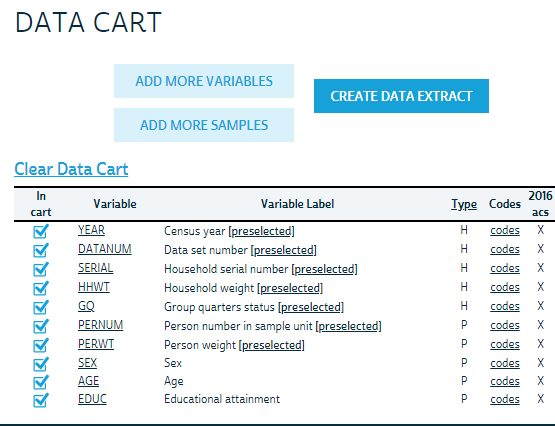 DATA CART
ADD MORE VARIABLES
CREATE DATA EXTRACT
ADD MORE SAMPLES
Clear Data Cart
In cart Variable Variable Label Type Codes 2016 acs
YEAR Census year [preselected] H codes X
DATANUM Data set number [preselected] H codes X
SERIAL Household serial number [preselected] H codes X
HHWT Household weight [preselected] H codes X
GQ Group quarters status [preselected] H codes X
PERNUM Person number in sample unit [preselected] P codes X
PERWT Person weight [preselected] P codes X
SEX Sex P codes X
AGE Age P codes X
EDUC Educational attainment P codes X